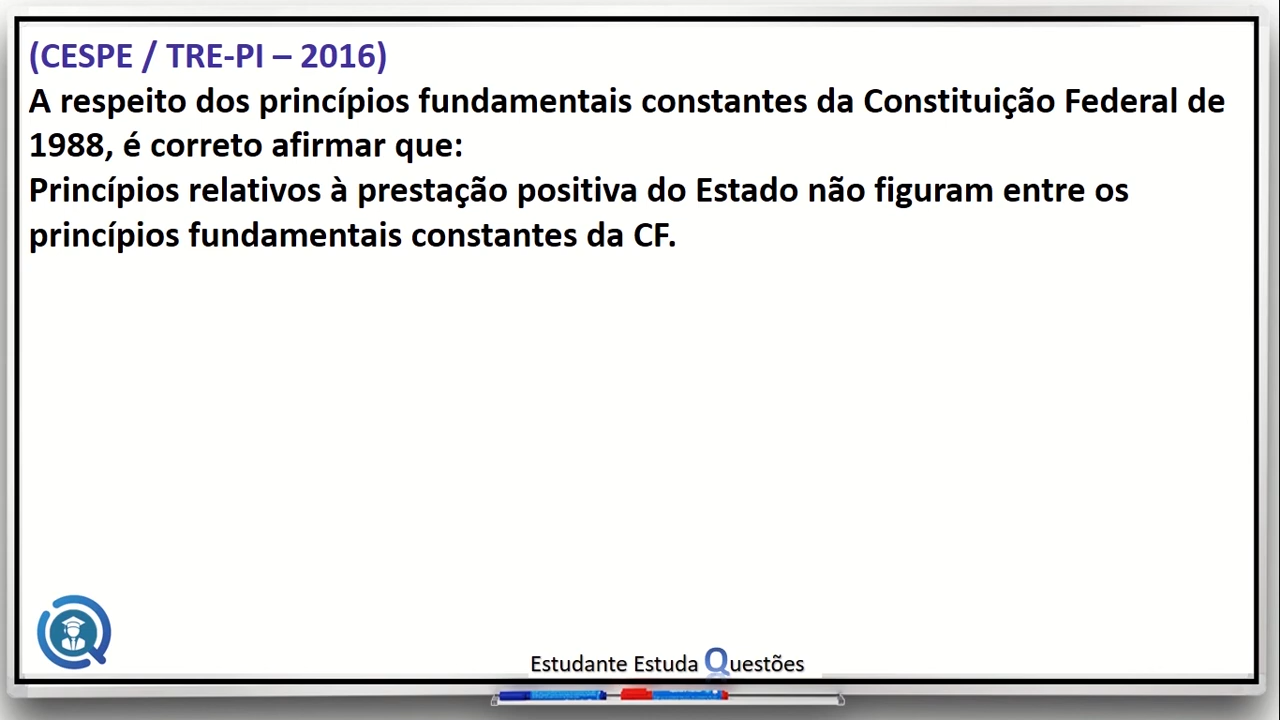 (CESPE / TRE-PI – 2016)
A respeito dos princípios fundamentais constantes da Constituição Federal de
1988, é correto afirmar que:
Princípios relativos à prestação positiva do Estado não figuram entre os
princípios fundamentais constantes da CF.
Estudante Estuda Questões